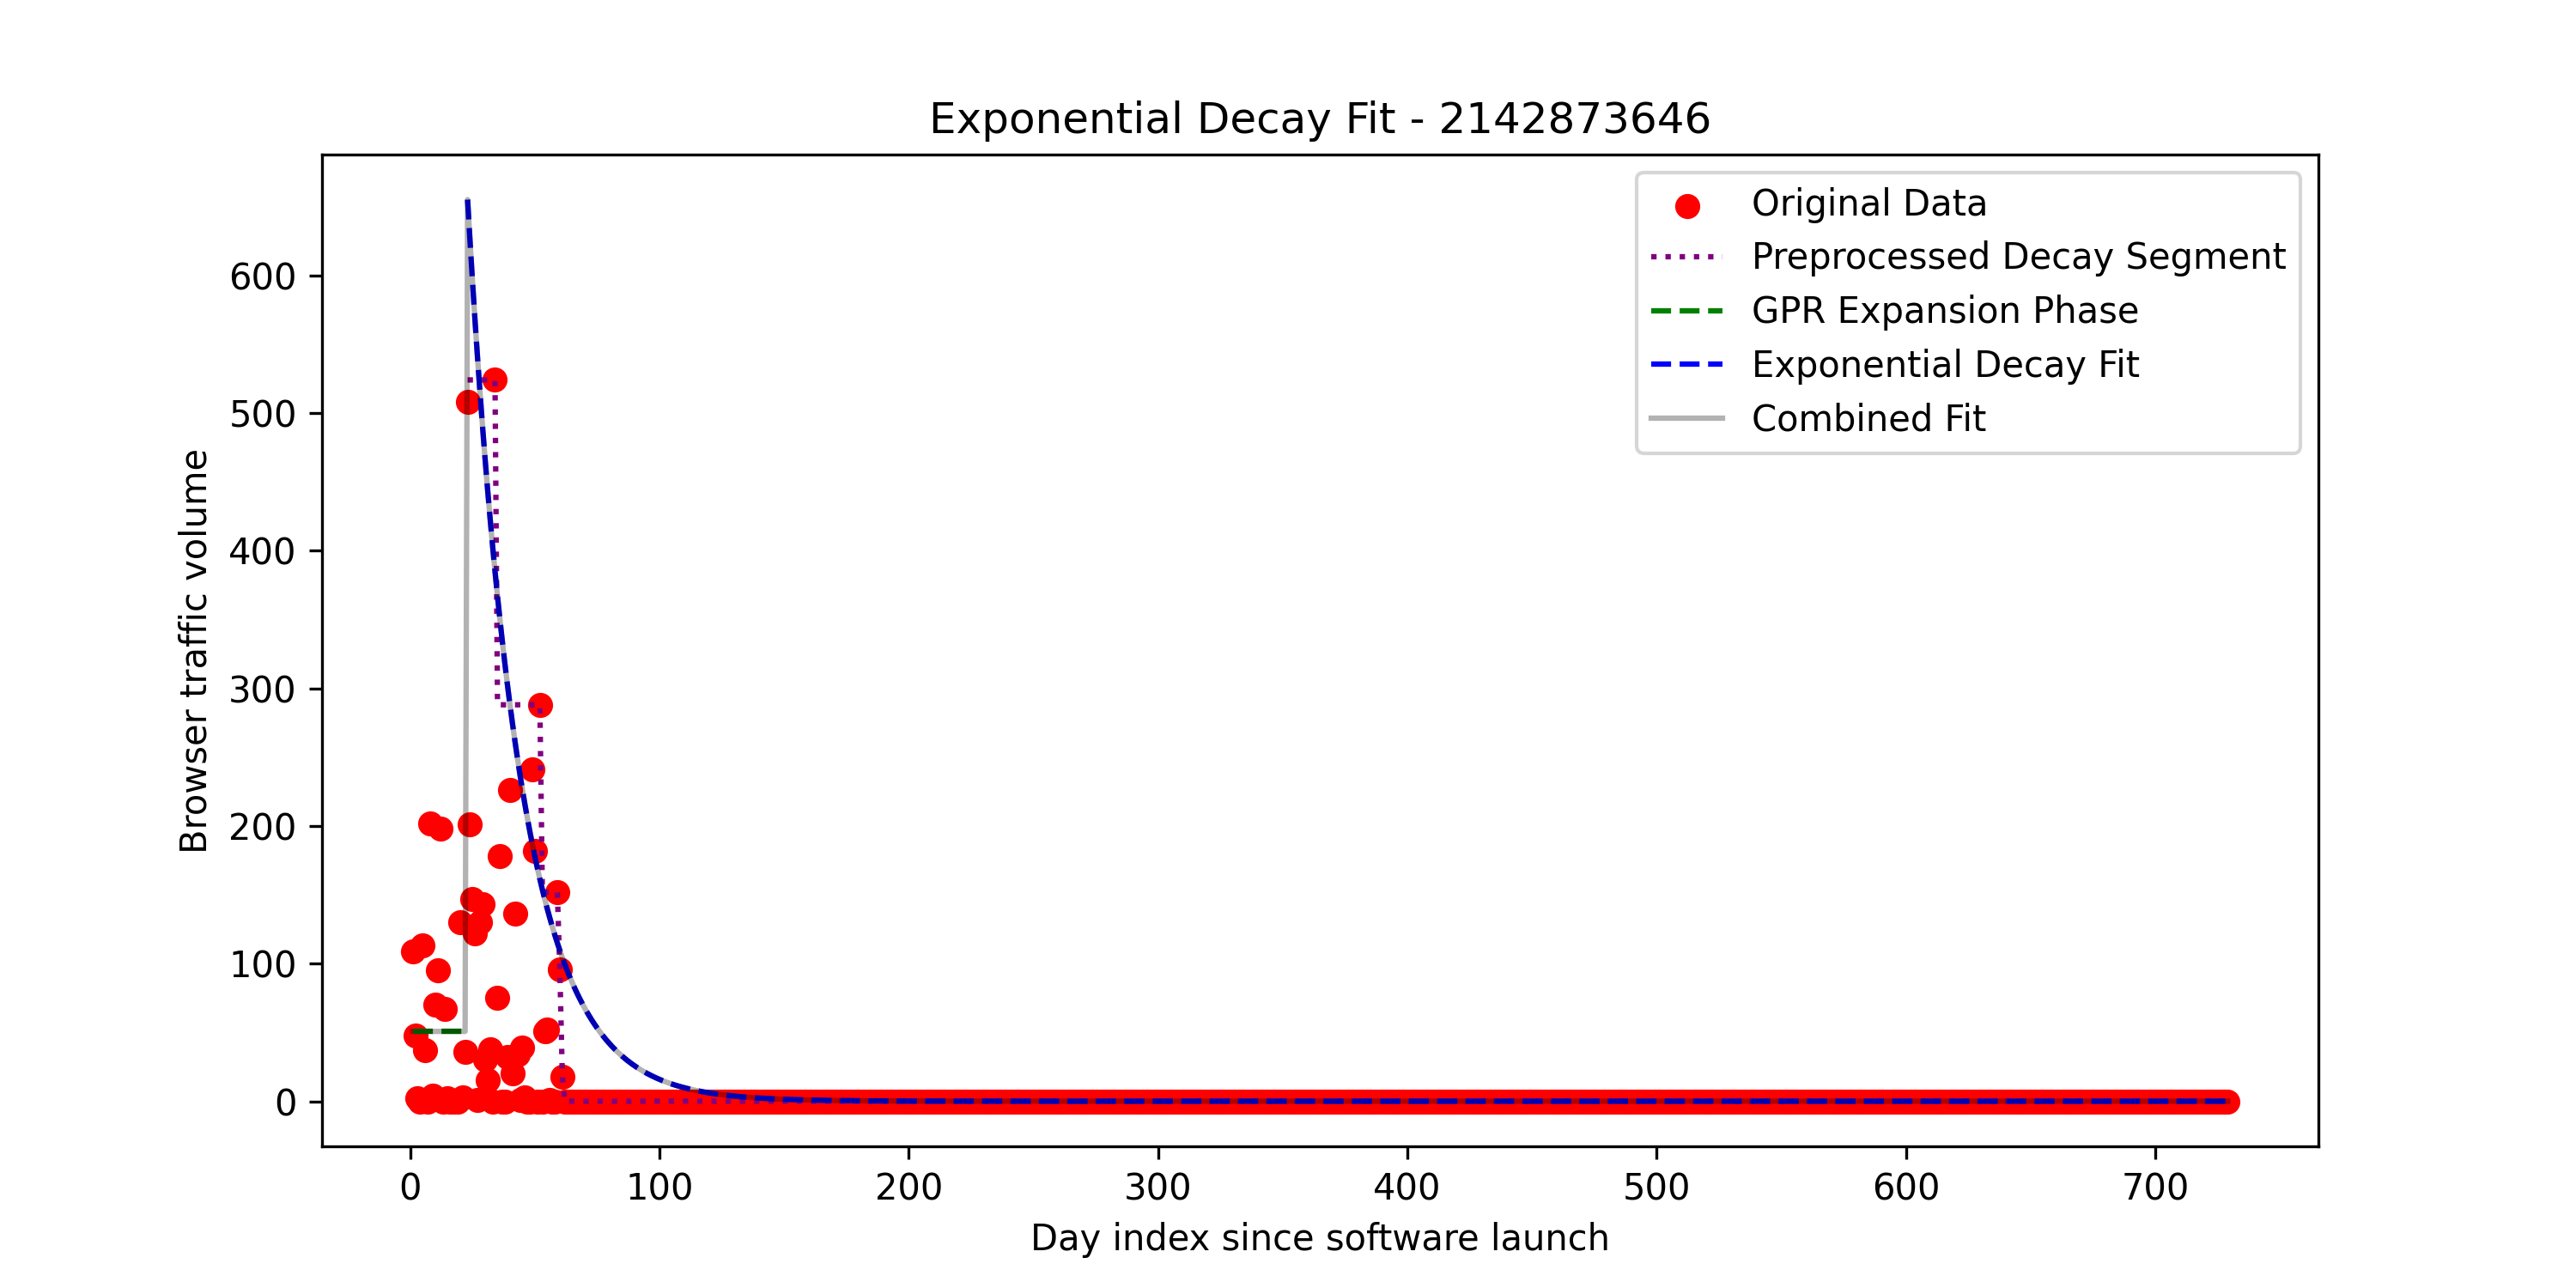 Exponential Decay Fit - 2142873646
Original Data
Preprocessed Decay Segment
GPR Expansion Phase
Exponential Decay Fit
Combined Fit
Browser traffic volume
600
500
400
300
200
100
0
0 100 200 300 400 500 600 700
Day index since software launch